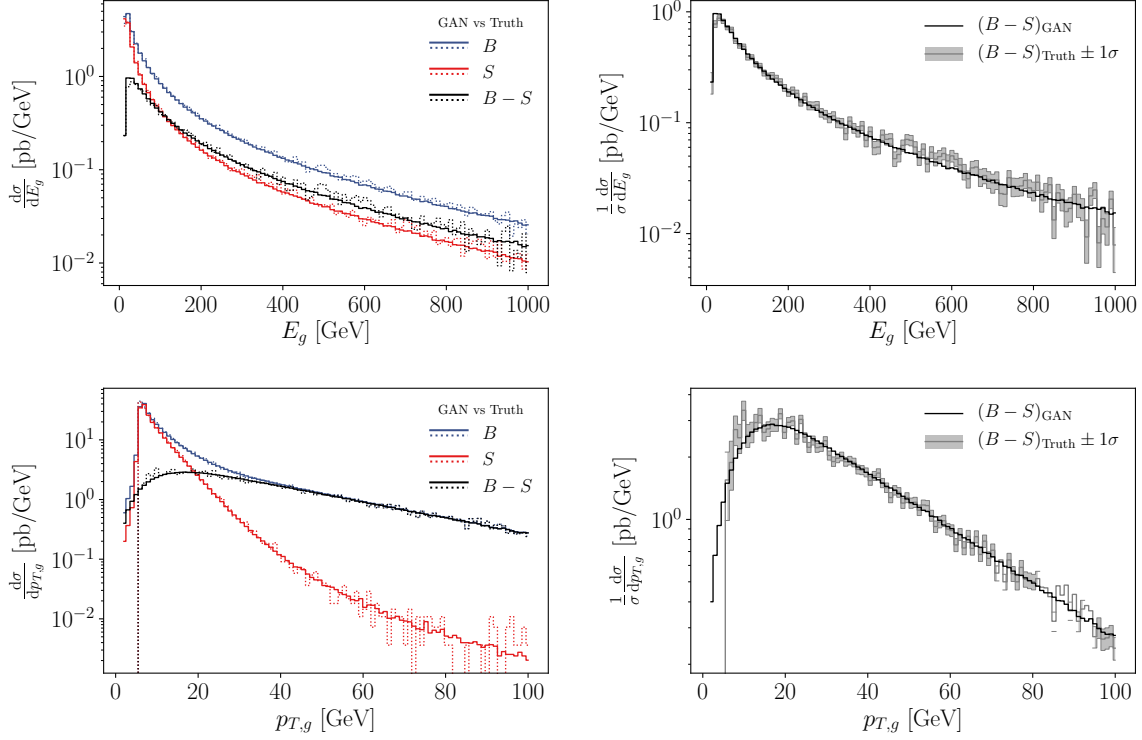 GAN vs Truth
B
S
B − S
10^0
10^−1
10^−2
dσ/dE_g [pb/GeV]
0 200 400 600 800 1000
E_g [GeV]
(B − S)_GAN
(B − S)_Truth ± 1σ
10^0
10^−1
10^−2
1/σ dσ/dE_g [pb/GeV]
0 200 400 600 800 1000
E_g [GeV]
GAN vs Truth
B
S
B − S
10^1
10^0
10^−1
10^−2
dσ/dp_{T,g} [pb/GeV]
0 20 40 60 80 100
p_{T,g} [GeV]
(B − S)_GAN
(B − S)_Truth ± 1σ
10^0
1/σ dσ/dp_{T,g} [pb/GeV]
0 20 40 60 80 100
p_{T,g} [GeV]